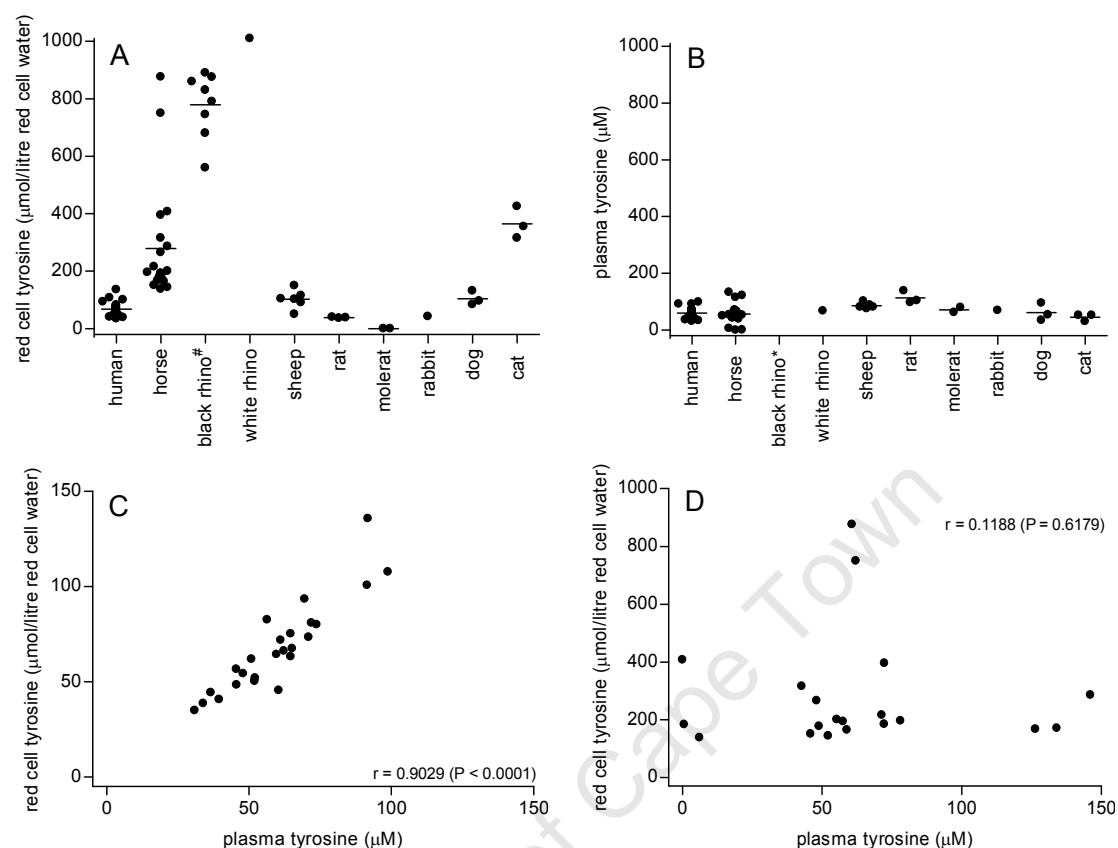 A
red cell tyrosine (μmol/litre red cell water)
1000
800
600
400
200
0
human
horse
black rhino#
white rhino
sheep
rat
molerat
rabbit
dog
cat
B
plasma tyrosine (μM)
1000
800
600
400
200
0
human
horse
black rhino*
white rhino
sheep
rat
molerat
rabbit
dog
cat
C
red cell tyrosine (μmol/litre red cell water)
150
100
50
0
r = 0.9029 (P < 0.0001)
0 50 100 150
plasma tyrosine (μM)
D
red cell tyrosine (μmol/litre red cell water)
1000
800
600
400
200
0
r = 0.1188 (P = 0.6179)
0 50 100 150
plasma tyrosine (μM)
Cape Town